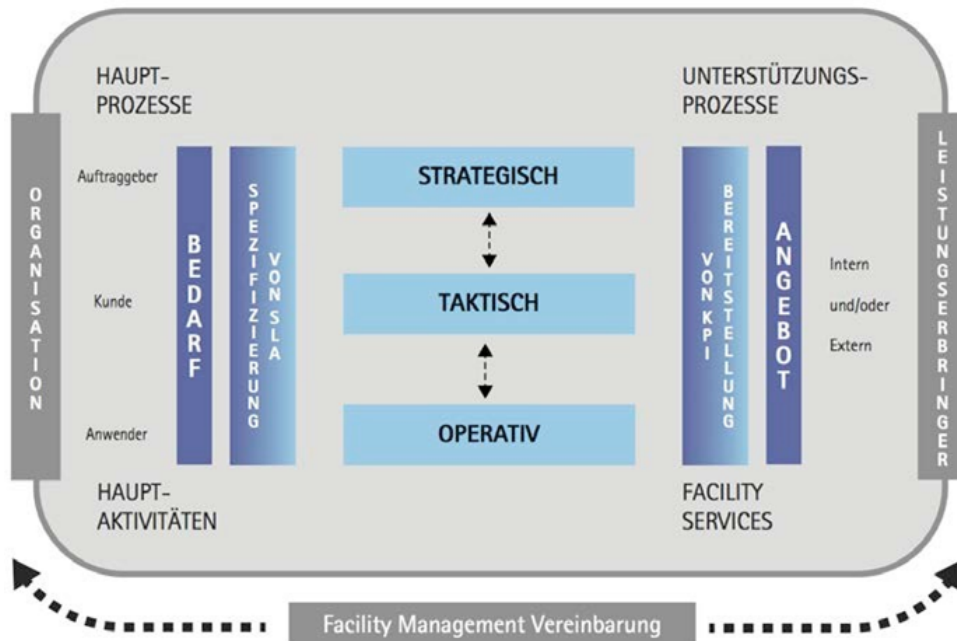 HAUPT-
PROZESSE
UNTERSTÜTZUNGS-
PROZESSE
ORGANISATION
Auftraggeber
Kunde
Anwender
BEDARF
SPEZIFIZIERUNG
VON SLA
STRATEGISCH
TAKTISCH
OPERATIV
BEREITSTELLUNG
VON KPI
ANGEBOT
Intern
und/oder
Extern
LEISTUNGSERBRINGER
HAUPT-
AKTIVITÄTEN
FACILITY
SERVICES
Facility Management Vereinbarung